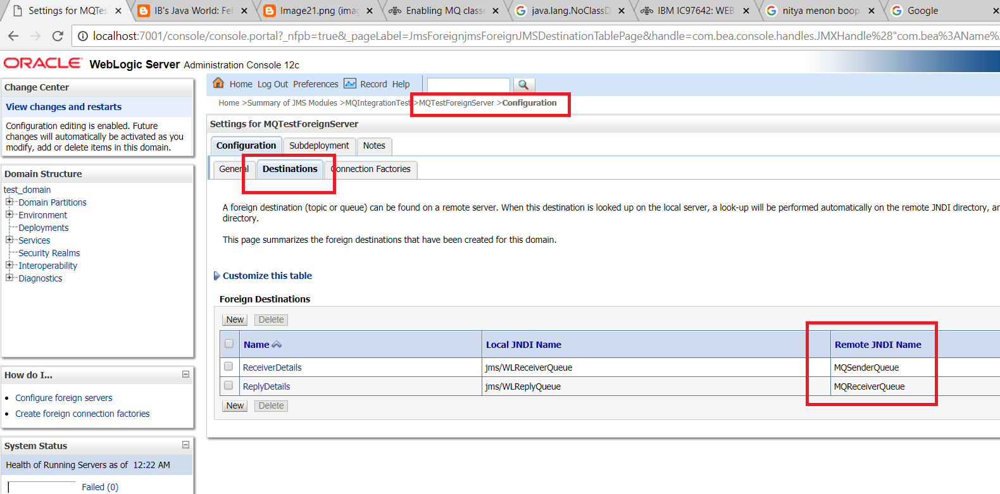 Settings for MQTes
IB's Java World: Feb
Image21.png (imag
Enabling MQ classe
java.lang.NoClassD
IBM IC97642: WEBS
nitya menon boop
Google
localhost:7001/console/console.portal?_nfpb=true&_pageLabel=JmsForeignjmsForeignJMSDestinationTablePage&handle=com.bea.console.handles.JMXHandle%28"com.bea%3AName%
ORACLE WebLogic Server Administration Console 12c
Change Center
View changes and restarts
Configuration editing is enabled. Future
changes will automatically be activated as you
modify, add or delete items in this domain.
Domain Structure
test_domain
Domain Partitions
Environment
Deployments
Services
Security Realms
Interoperability
Diagnostics
How do I...
Configure foreign servers
Create foreign connection factories
System Status
Health of Running Servers as of 12:22 AM
Failed (0)
Home Log Out Preferences Record Help
Home >Summary of JMS Modules >MQIntegrationTest >MQTestForeignServer >Configuration
Settings for MQTestForeignServer
Configuration Subdeployment Notes
General Destinations Connection Factories
A foreign destination (topic or queue) can be found on a remote server. When this destination is looked up on the local server, a look-up will be performed automatically on the remote JNDI directory, an
directory.
This page summarizes the foreign destinations that have been created for this domain.
Customize this table
Foreign Destinations
New Delete
Name Local JNDI Name Remote JNDI Name
ReceiverDetails jms/WLReceiverQueue MQSenderQueue
ReplyDetails jms/WLReplyQueue MQReceiverQueue
New Delete